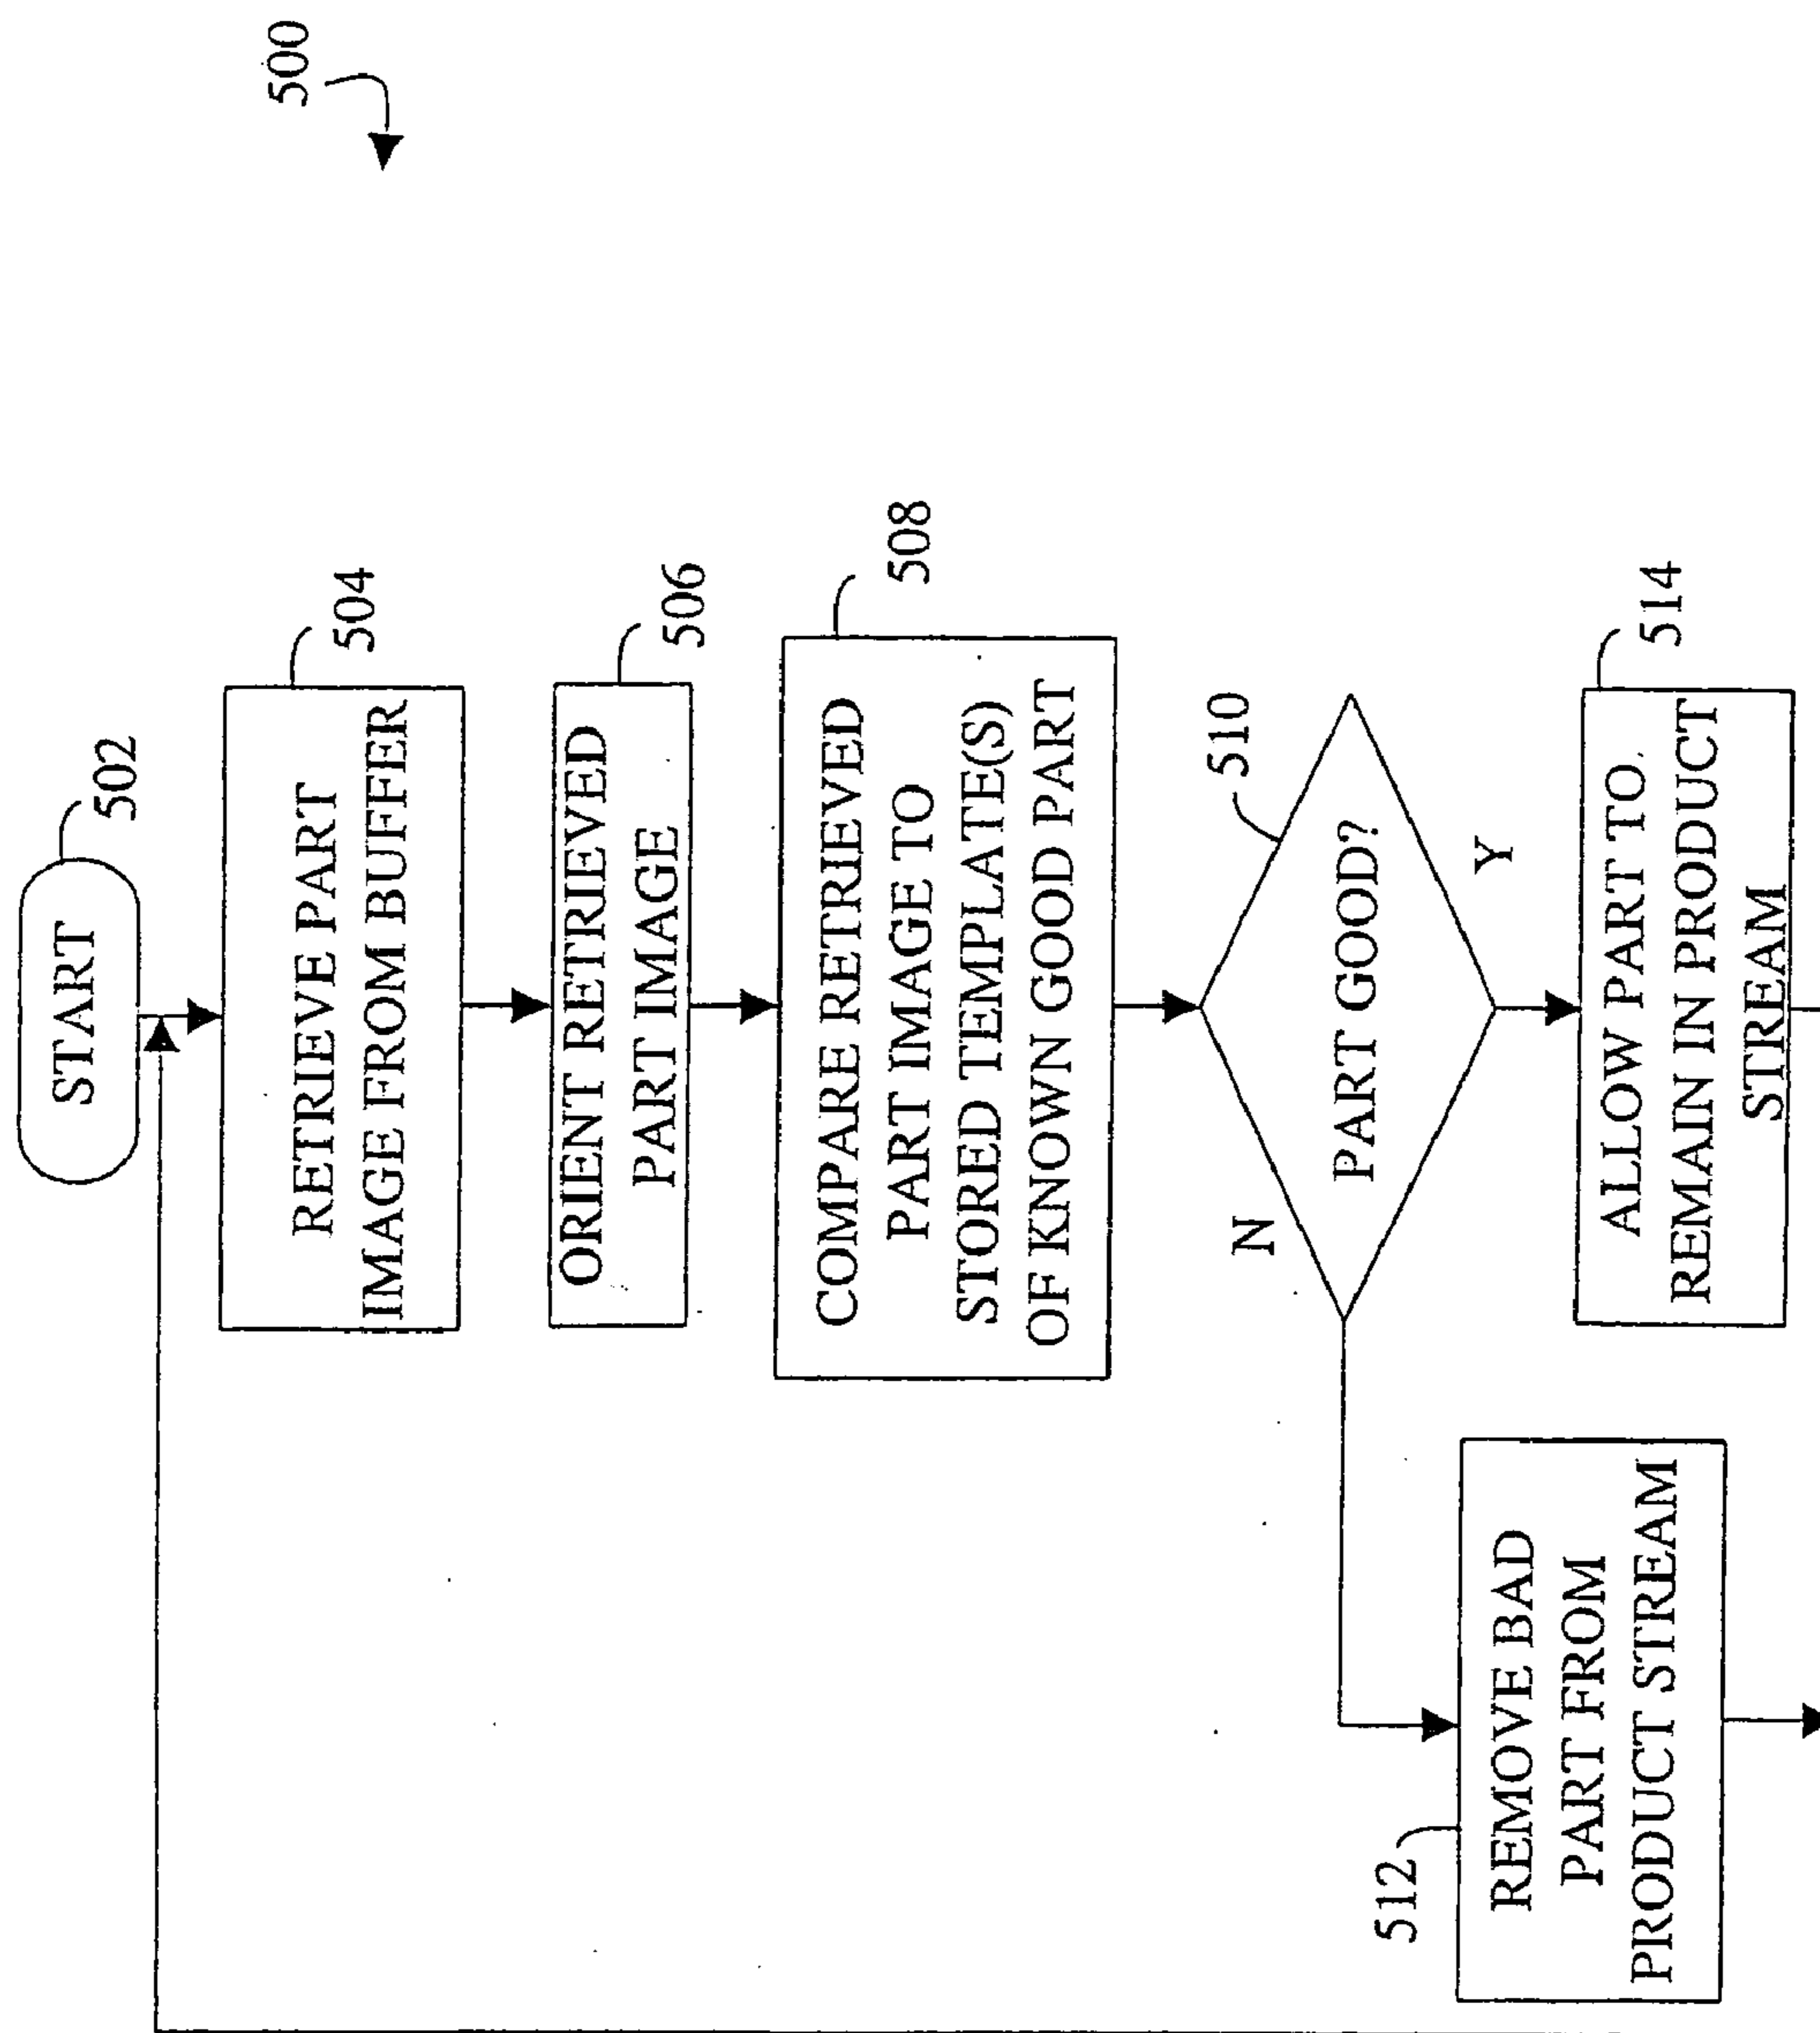 500
START
502
RETRIEVE PART
IMAGE FROM BUFFER
504
ORIENT RETRIEVED
PART IMAGE
506
COMPARE RETRIEVED
PART IMAGE TO
STORED TEMPLATE(S)
OF KNOWN GOOD PART
508
PART GOOD?
510
N
Y
REMOVE BAD
PART FROM
PRODUCT STREAM
512
ALLOW PART TO
REMAIN IN PRODUCT
STREAM
514